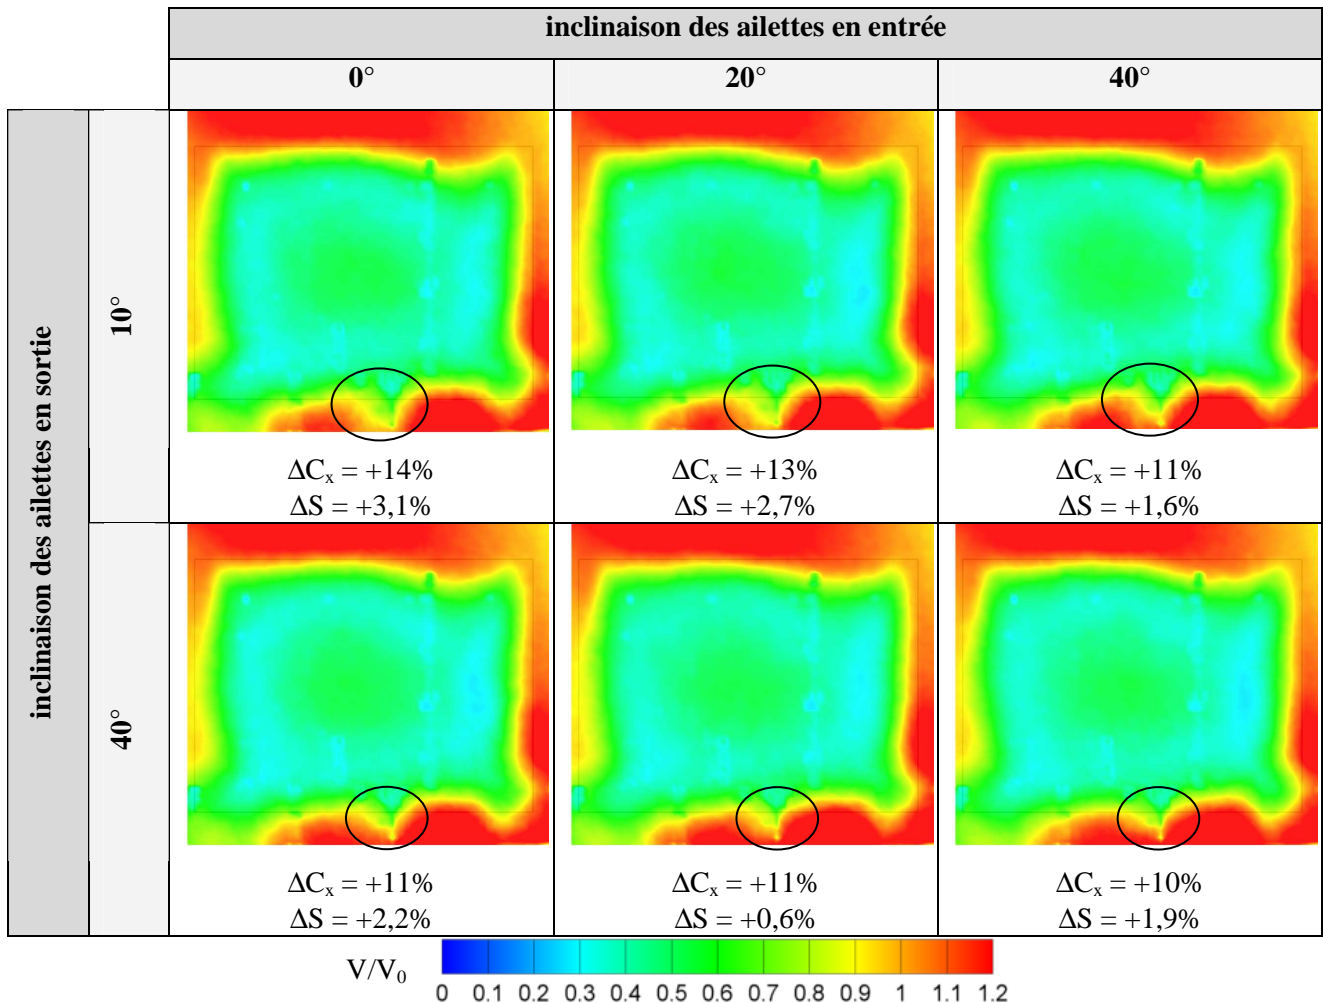 inclinaison des ailettes en entrée
0°
20°
40°
inclinaison des ailettes en sortie
10°
ΔCx = +14%
ΔS = +3,1%
ΔCx = +13%
ΔS = +2,7%
ΔCx = +11%
ΔS = +1,6%
40°
ΔCx = +11%
ΔS = +2,2%
ΔCx = +11%
ΔS = +0,6%
ΔCx = +10%
ΔS = +1,9%
V/V0
0 0.1 0.2 0.3 0.4 0.5 0.6 0.7 0.8 0.9 1 1.1 1.2